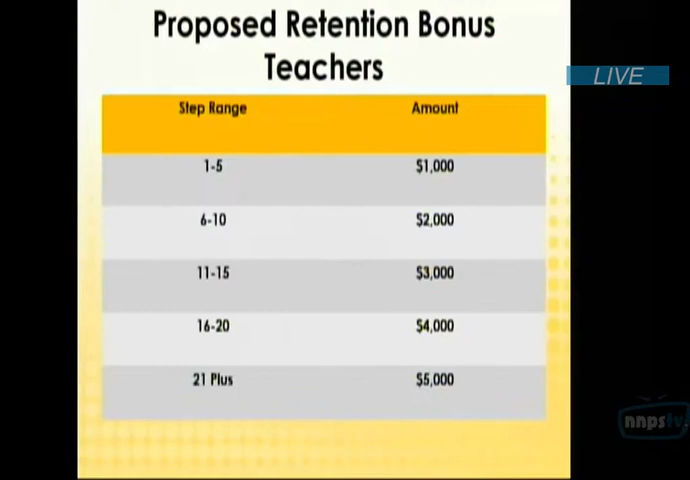 Proposed Retention Bonus
Teachers
LIVE
Step Range Amount
1-5 $1,000
6-10 $2,000
11-15 $3,000
16-20 $4,000
21 Plus $5,000
nnpstv.